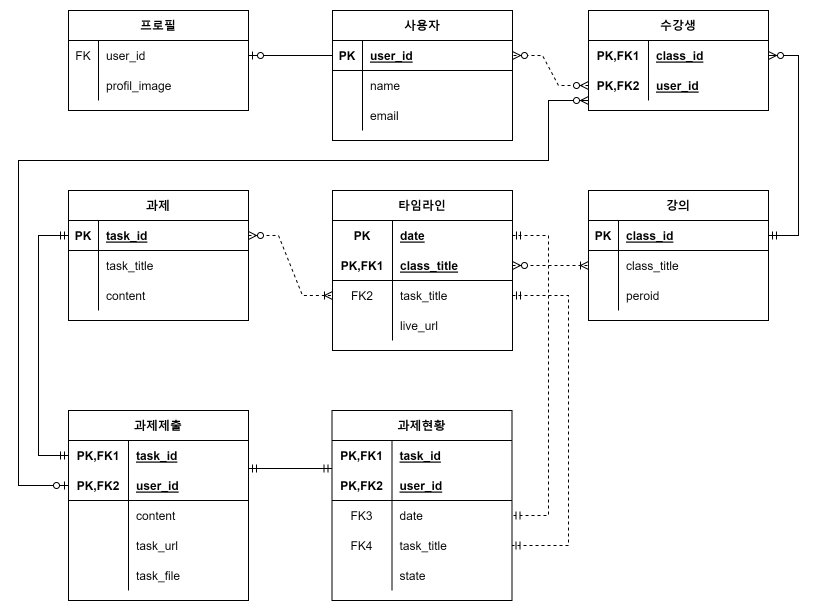 프로필
FK user_id
profil_image
사용자
PK user_id
name
email
수강생
PK,FK1 class_id
PK,FK2 user_id
과제
PK task_id
task_title
content
타임라인
PK date
PK,FK1 class_title
FK2 task_title
live_url
강의
PK class_id
class_title
peroid
과제제출
PK,FK1 task_id
PK,FK2 user_id
content
task_url
task_file
과제현황
PK,FK1 task_id
PK,FK2 user_id
FK3 date
FK4 task_title
state